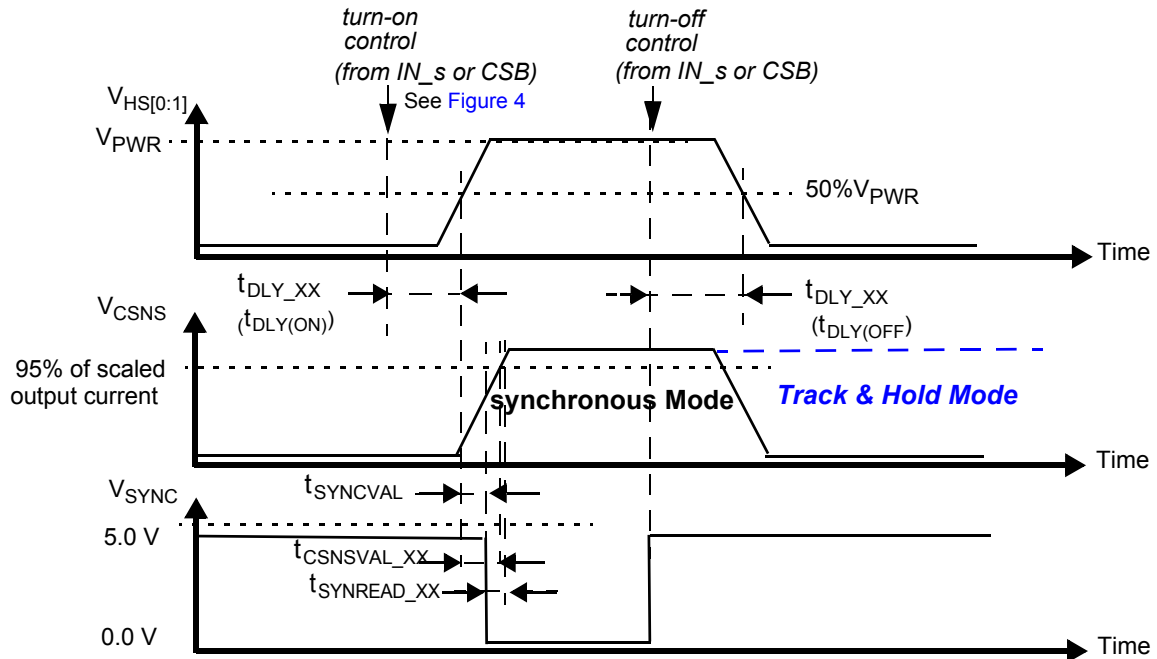 turn-on
control
(from IN_s or CSB)
See Figure 4
turn-off
control
(from IN_s or CSB)
VHS[0:1]
VPWR
50%VPWR
Time
tDLY_XX
(tDLY(ON))
tDLY_XX
(tDLY(OFF)
VCSNS
95% of scaled
output current
synchronous Mode
Track & Hold Mode
Time
tSYNCVAL
VSYNC
5.0 V
tCSNSVAL_XX
tSYNREAD_XX
0.0 V
Time